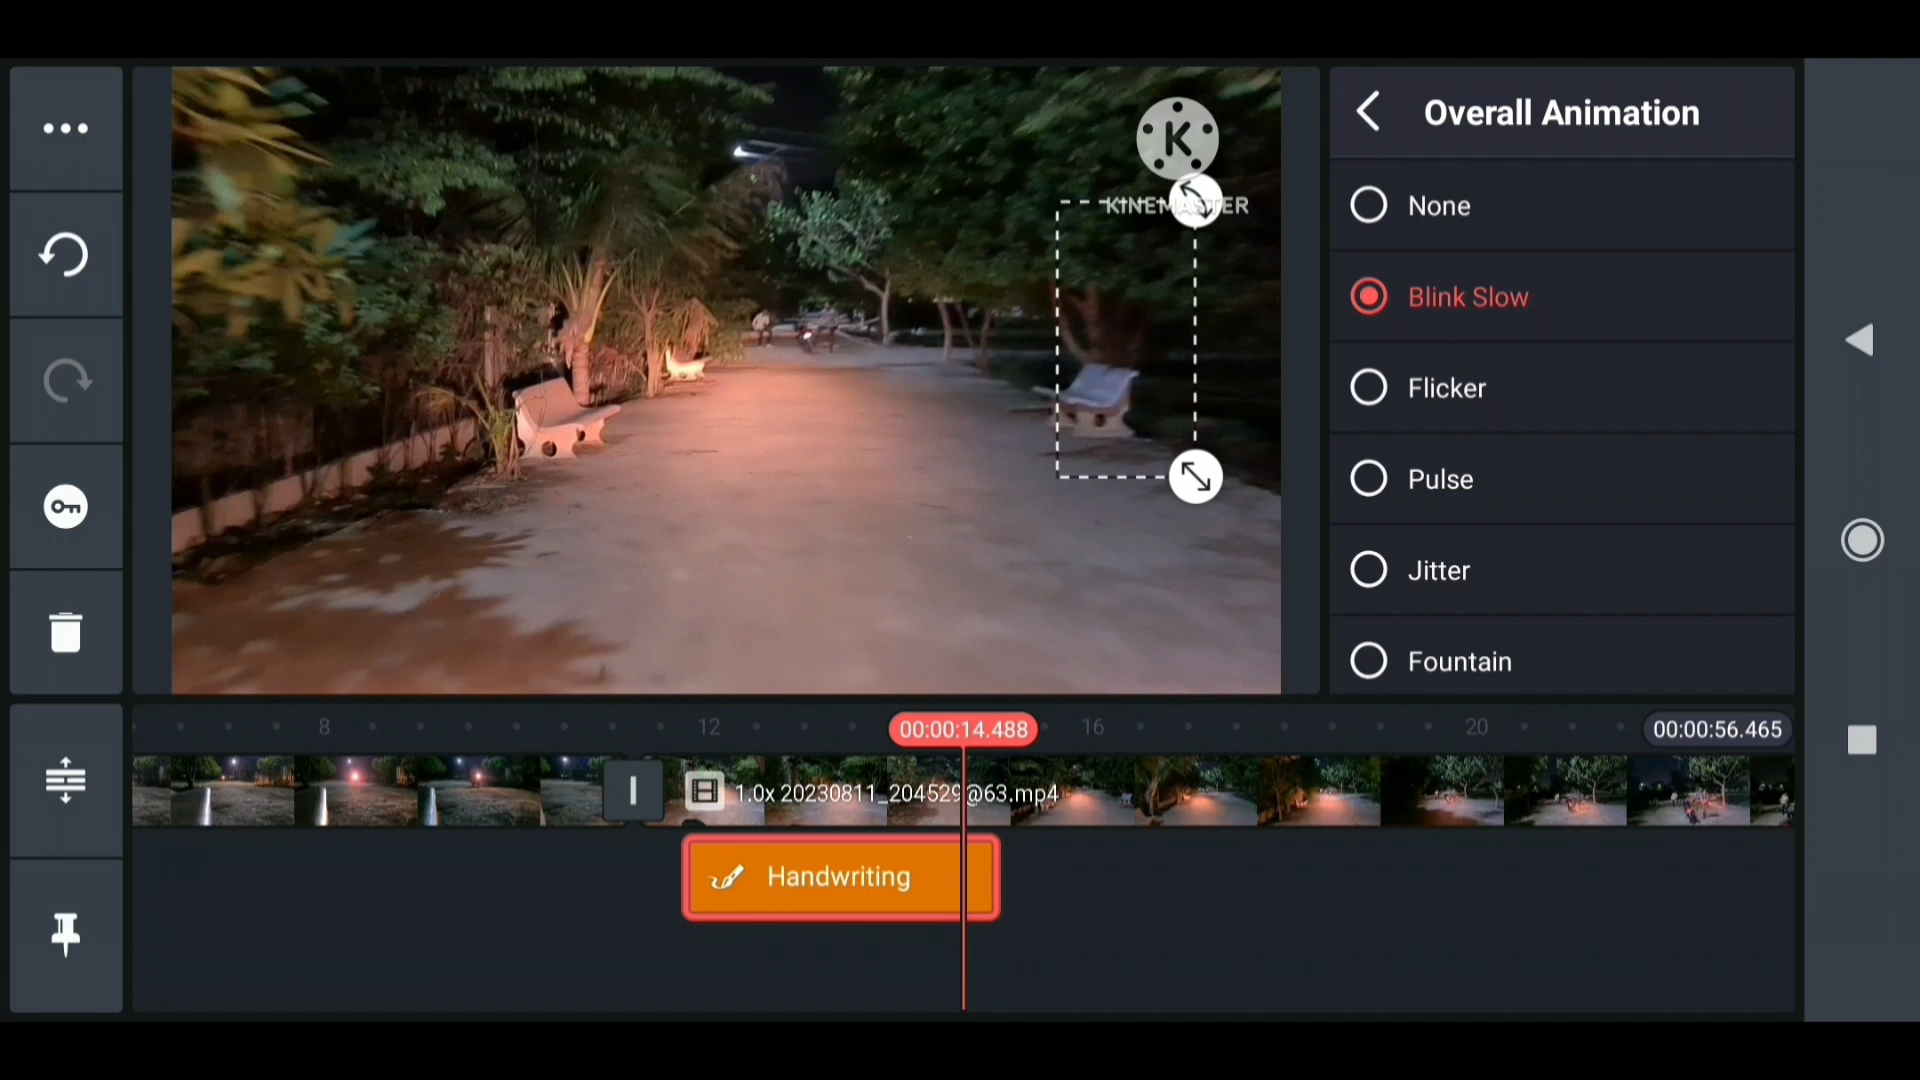 K
KINEMASTER
Overall Animation
None
Blink Slow
Flicker
Pulse
Jitter
Fountain
8
12
00:00:14.488
16
20
00:00:56.465
1.0x 20230811_204529@63.mp4
Handwriting